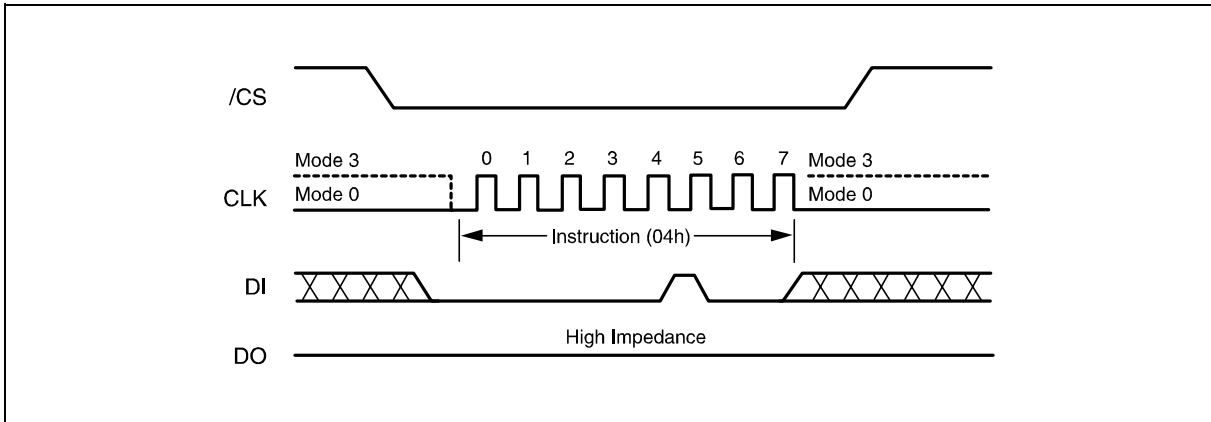 /CS
Mode 3 0 1 2 3 4 5 6 7 Mode 3
CLK Mode 0 Mode 0
Instruction (04h)
DI
High Impedance
DO